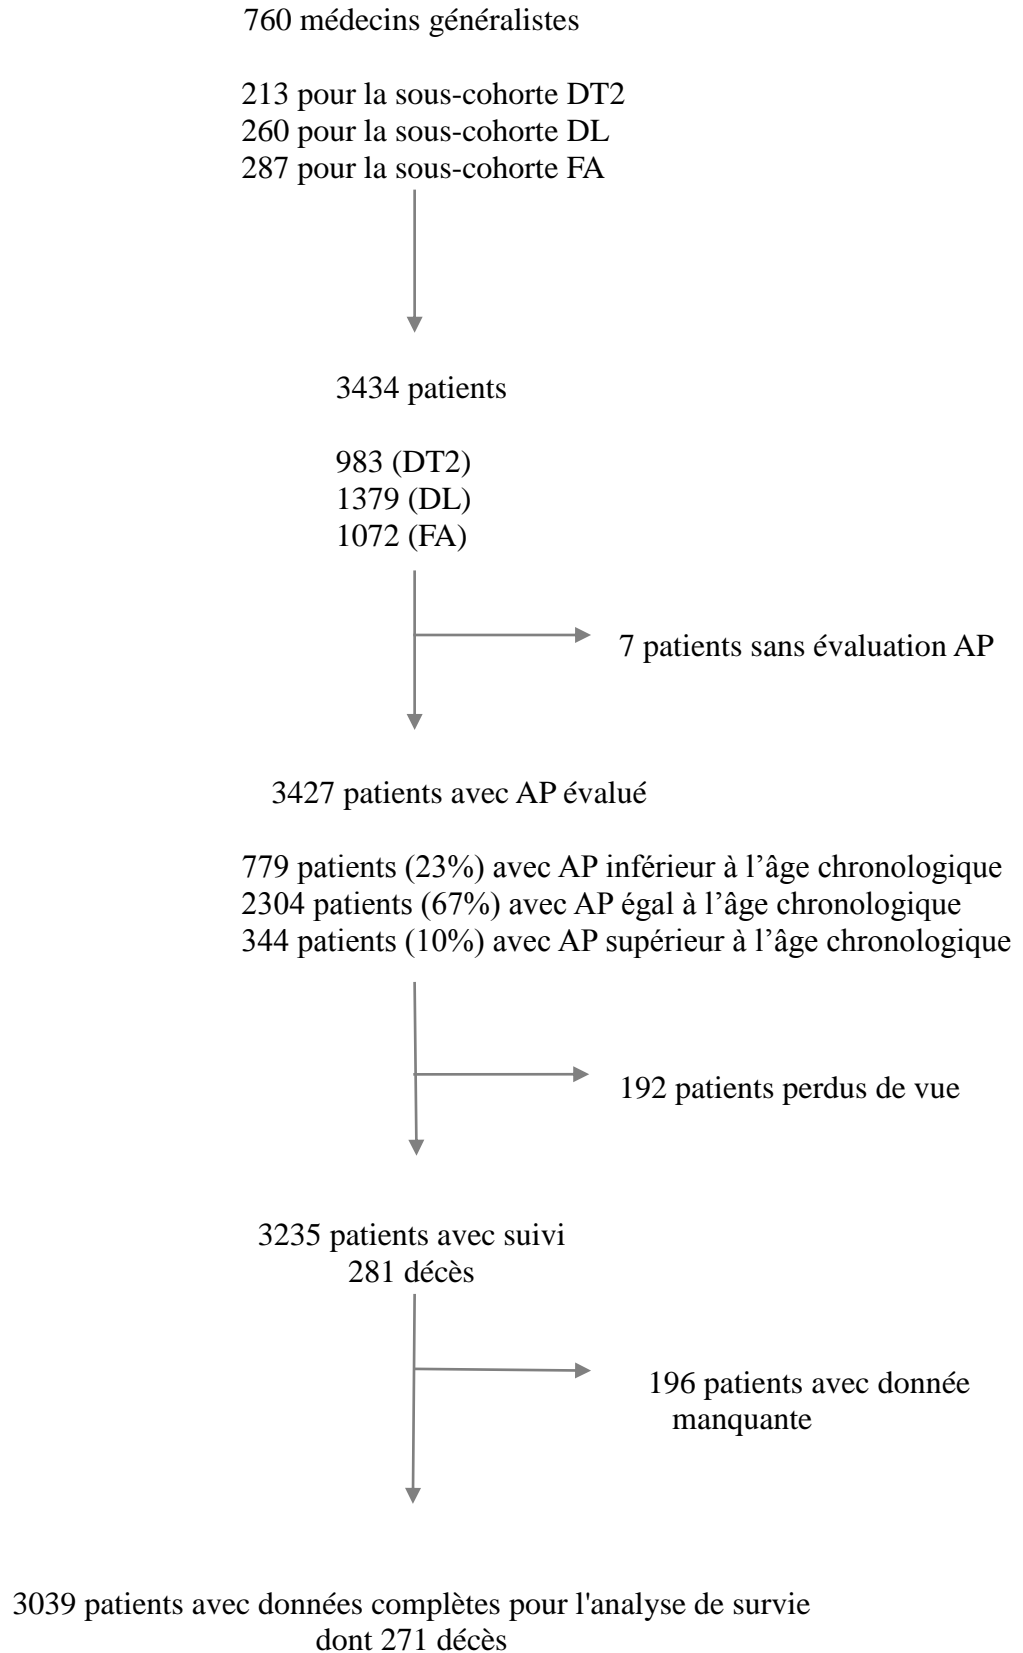 760 médecins généralistes
213 pour la sous-cohorte DT2
260 pour la sous-cohorte DL
287 pour la sous-cohorte FA
3434 patients
983 (DT2)
1379 (DL)
1072 (FA)
7 patients sans évaluation AP
3427 patients avec AP évalué
779 patients (23%) avec AP inférieur à l’âge chronologique
2304 patients (67%) avec AP égal à l’âge chronologique
344 patients (10%) avec AP supérieur à l’âge chronologique
192 patients perdus de vue
3235 patients avec suivi
281 décès
196 patients avec donnée
manquante
3039 patients avec données complètes pour l'analyse de survie
dont 271 décès